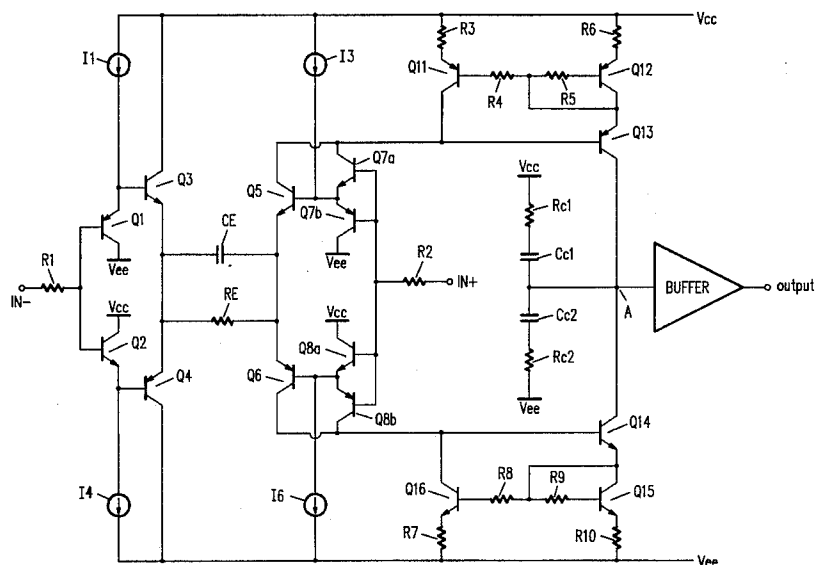 Vcc
R3
R6
I1
I3
Q11
Q12
R4
R5
Q13
Q3
Q5
Q7a
Q7b
Vcc
Q1
CE
Rc1
Vee
Vee
R1
R2
Cc1
IN-
IN+
BUFFER
output
Vcc
RE
Vcc
A
Q2
Q8a
Cc2
Q4
Q6
Rc2
Q8b
Vee
Q14
R8
R9
I4
I6
Q16
Q15
R7
R10
Vee